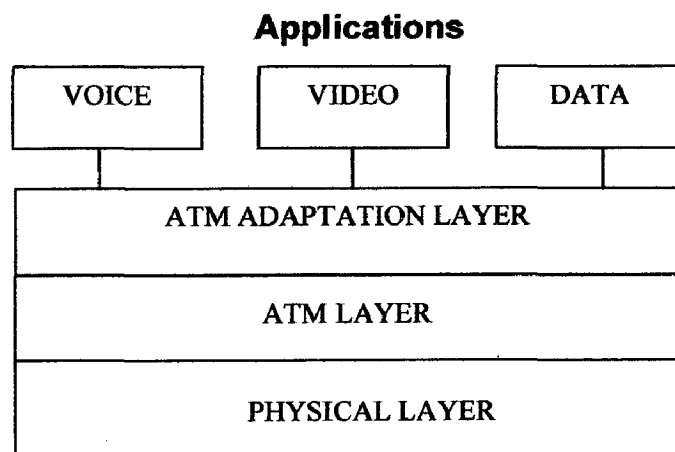 Applications
VOICE VIDEO DATA
ATM ADAPTATION LAYER
ATM LAYER
PHYSICAL LAYER